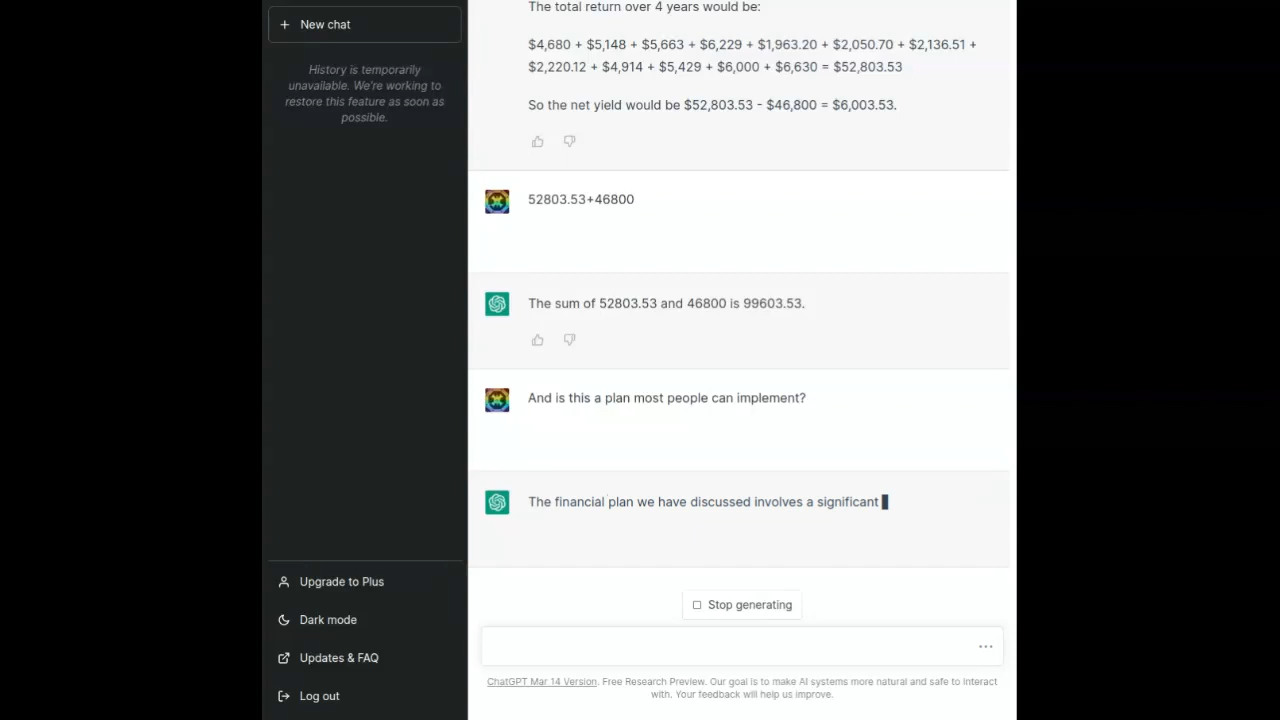 New chat
History is temporarily
unavailable. We're working to
restore this feature as soon as
possible.
Upgrade to Plus
Dark mode
Updates & FAQ
Log out
The total return over 4 years would be:
$4,680 + $5,148 + $5,663 + $6,229 + $1,963.20 + $2,050.70 + $2,136.51 +
$2,220.12 + $4,914 + $5,429 + $6,000 + $6,630 = $52,803.53
So the net yield would be $52,803.53 - $46,800 = $6,003.53.
52803.53+46800
The sum of 52803.53 and 46800 is 99603.53.
And is this a plan most people can implement?
The financial plan we have discussed involves a significant
Stop generating
ChatGPT Mar 14 Version. Free Research Preview. Our goal is to make AI systems more natural and safe to interact
with. Your feedback will help us improve.